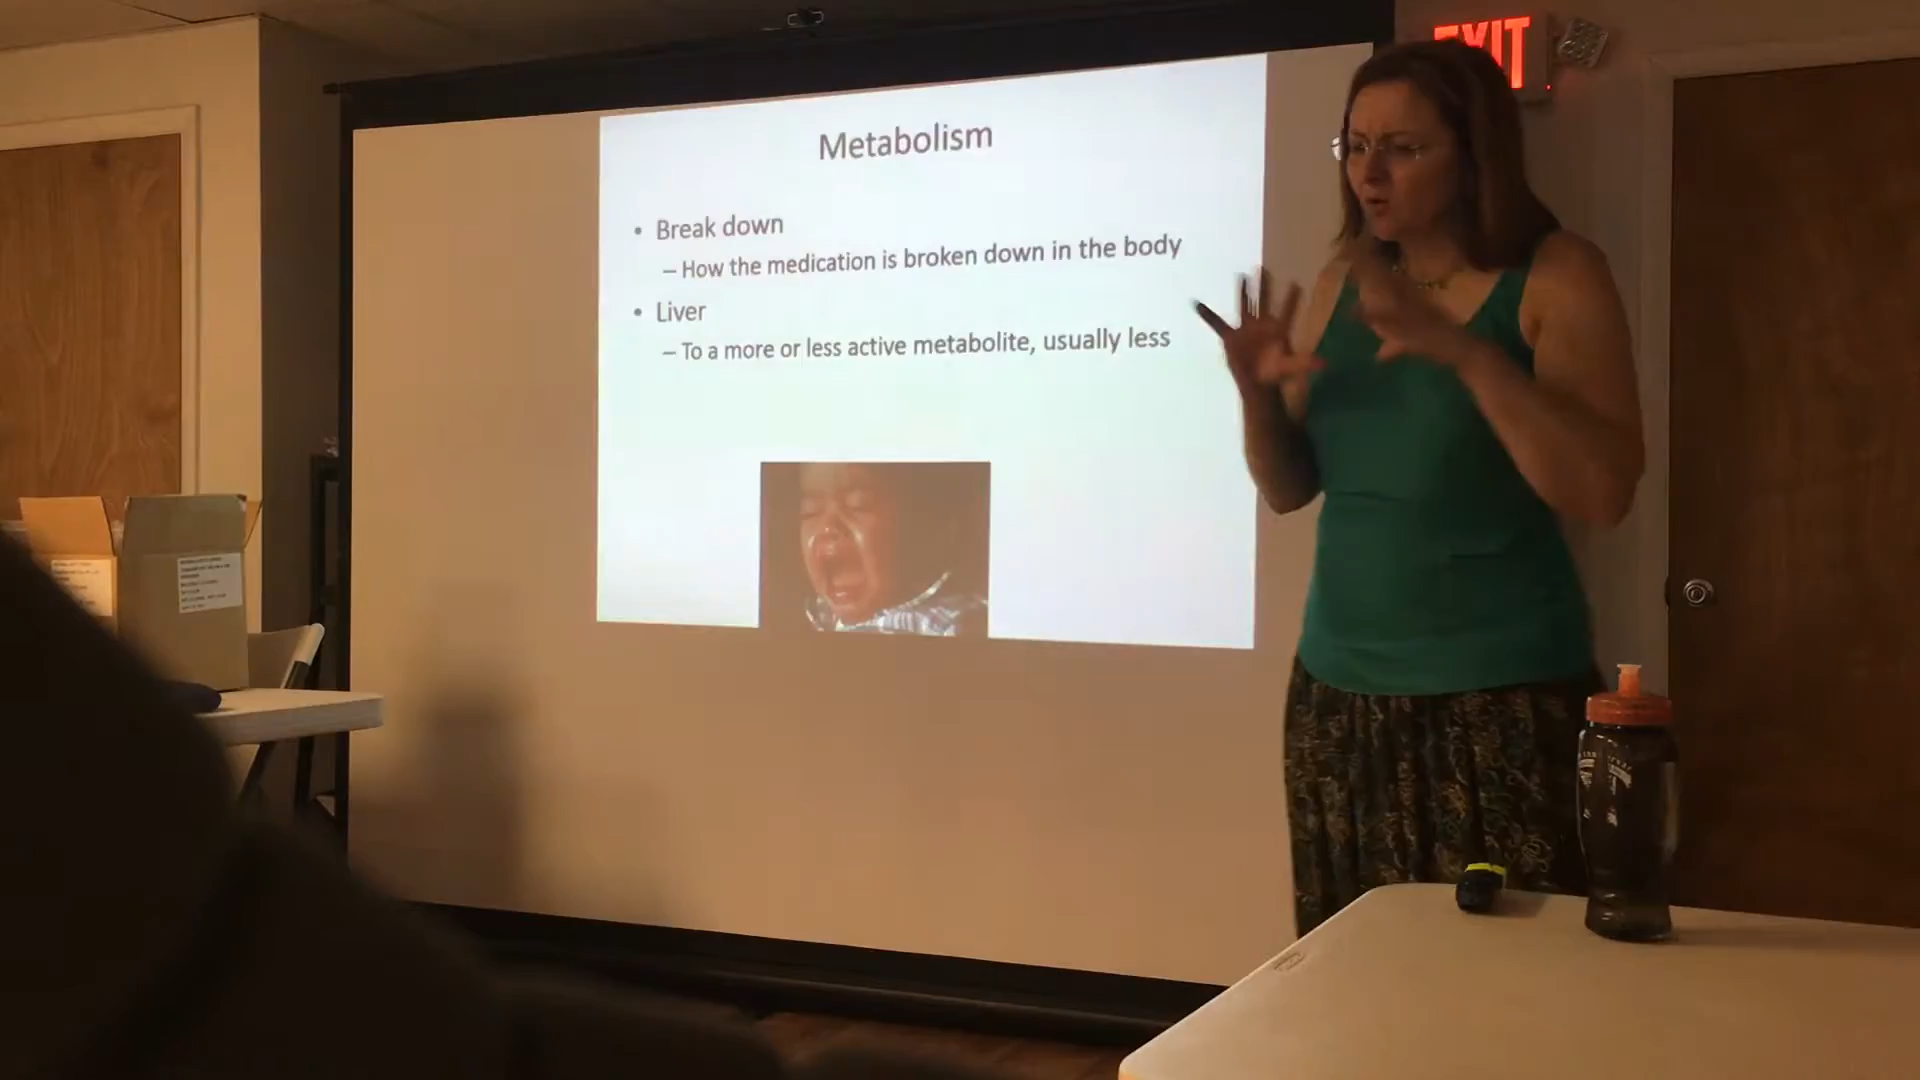 EXIT
Metabolism
• Break down
– How the medication is broken down in the body
• Liver
– To a more or less active metabolite, usually less